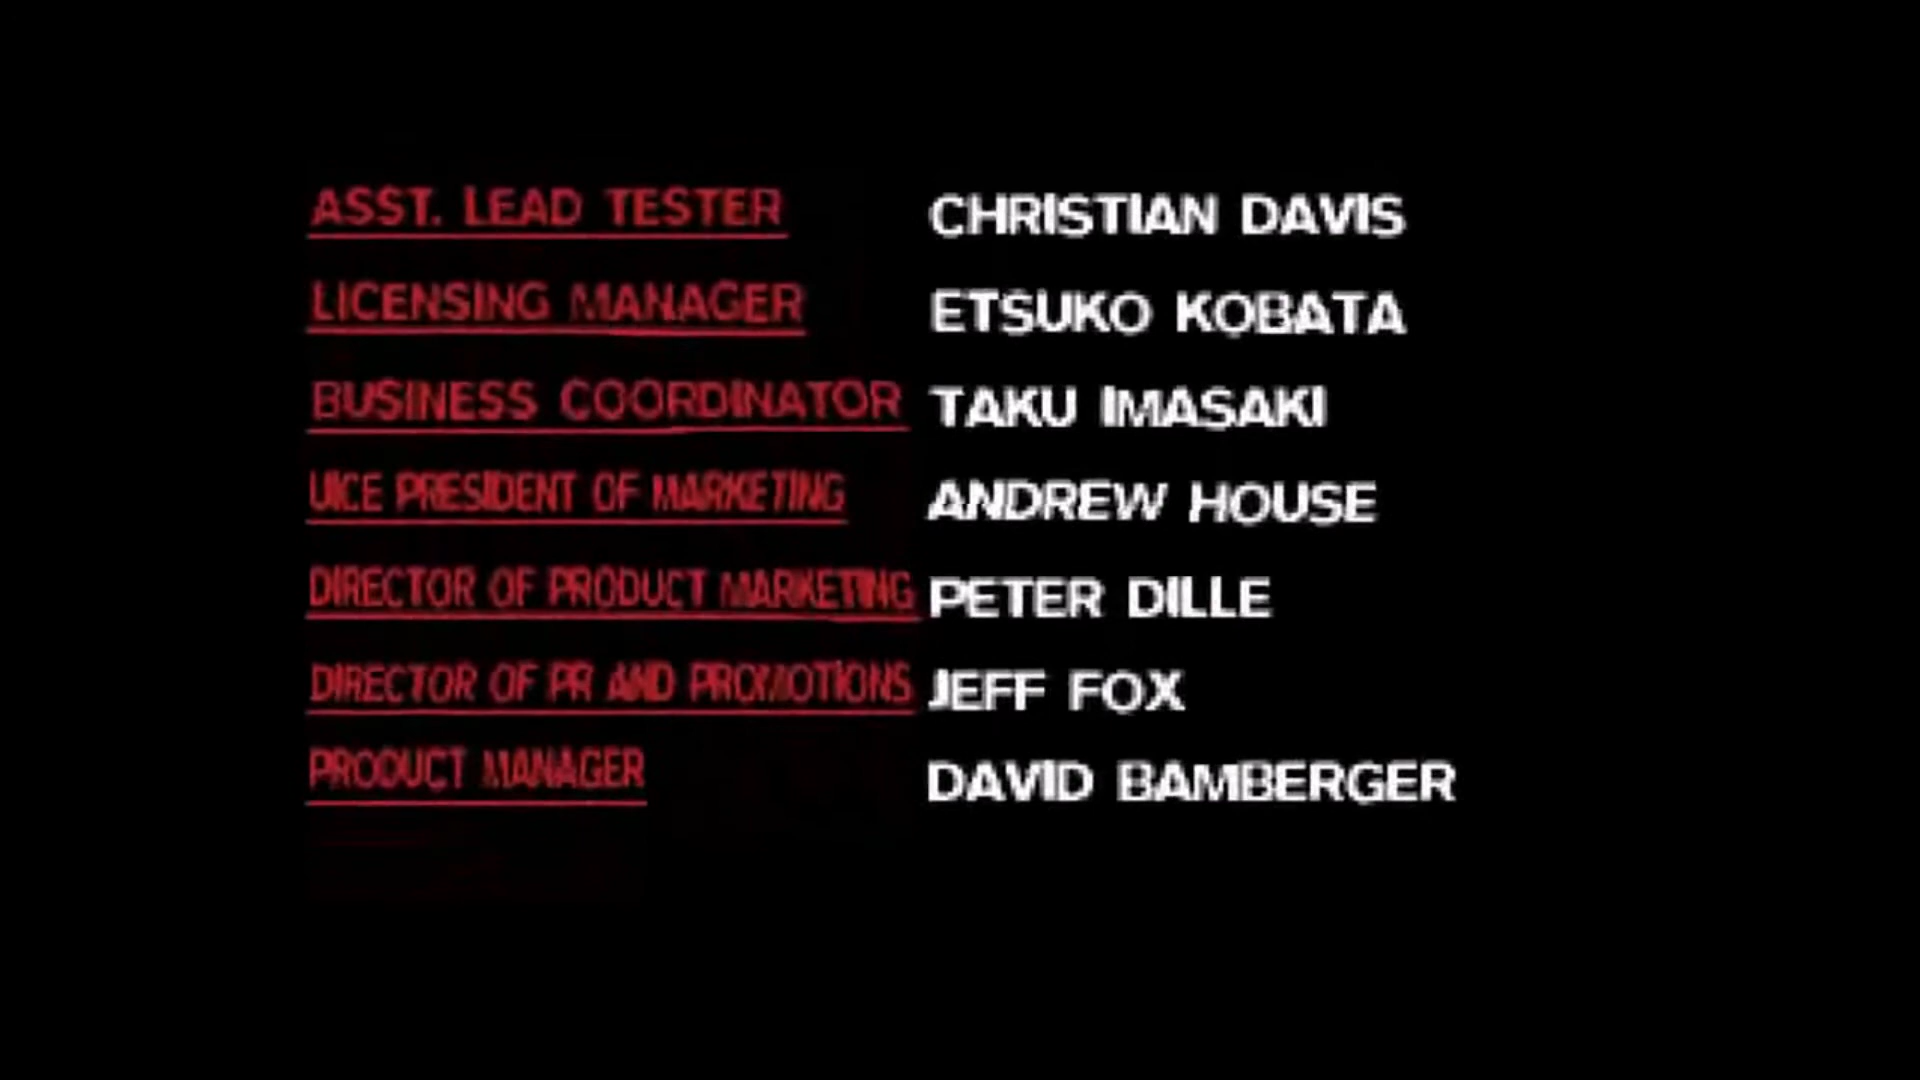 ASST. LEAD TESTER CHRISTIAN DAVIS
LICENSING MANAGER ETSUKO KOBATA
BUSINESS COORDINATOR TAKU IMASAKI
VICE PRESIDENT OF MARKETING ANDREW HOUSE
DIRECTOR OF PRODUCT MARKETING PETER DILLE
DIRECTOR OF PR AND PROMOTIONS JEFF FOX
PRODUCT MANAGER DAVID BAMBERGER